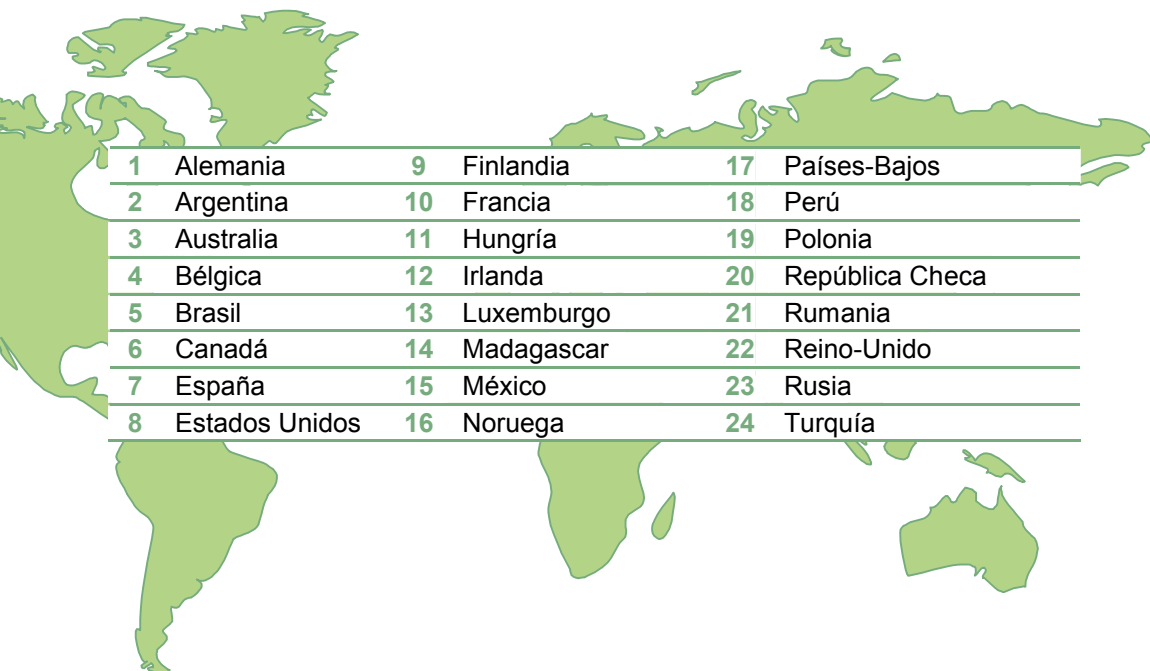 1 Alemania 9 Finlandia 17 Países-Bajos
2 Argentina 10 Francia 18 Perú
3 Australia 11 Hungría 19 Polonia
4 Bélgica 12 Irlanda 20 República Checa
5 Brasil 13 Luxemburgo 21 Rumania
6 Canadá 14 Madagascar 22 Reino-Unido
7 España 15 México 23 Rusia
8 Estados Unidos 16 Noruega 24 Turquía